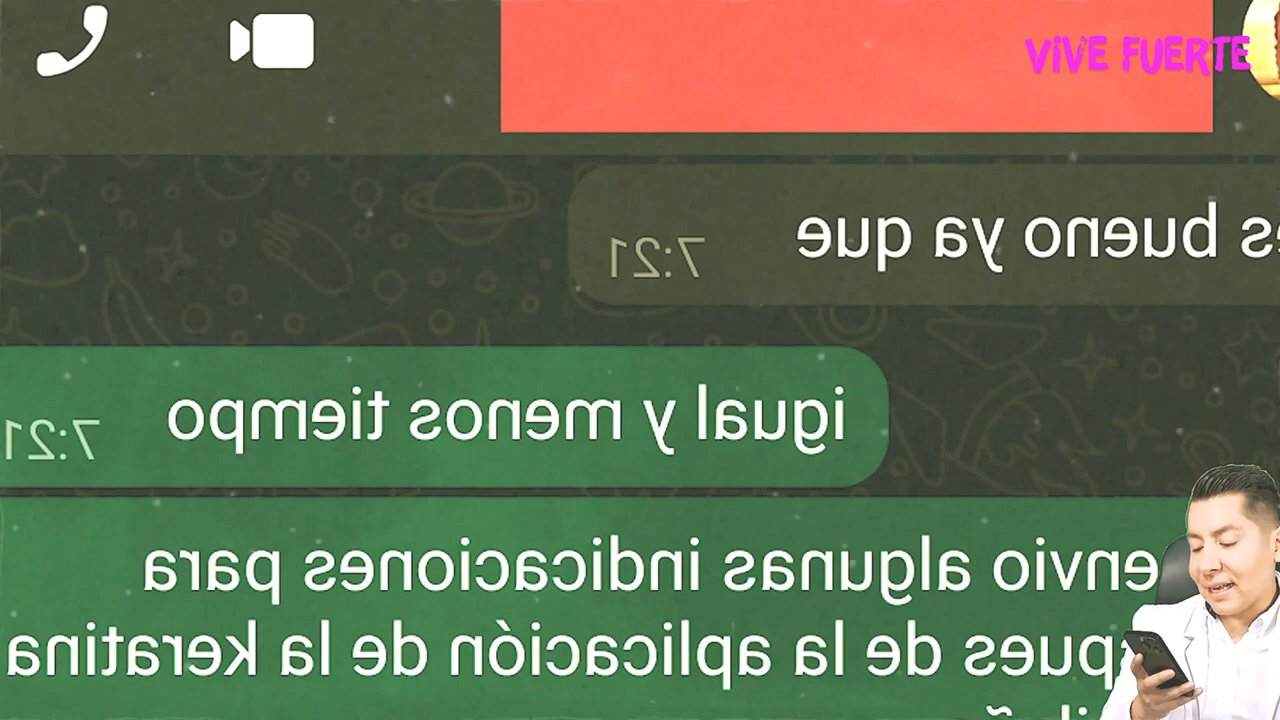 VIVE FUERTE
es bueno ya que
7:21
igual y menos tiempo
7:21
envio algunas indicaciones para
spues de la aplicación de la keratina